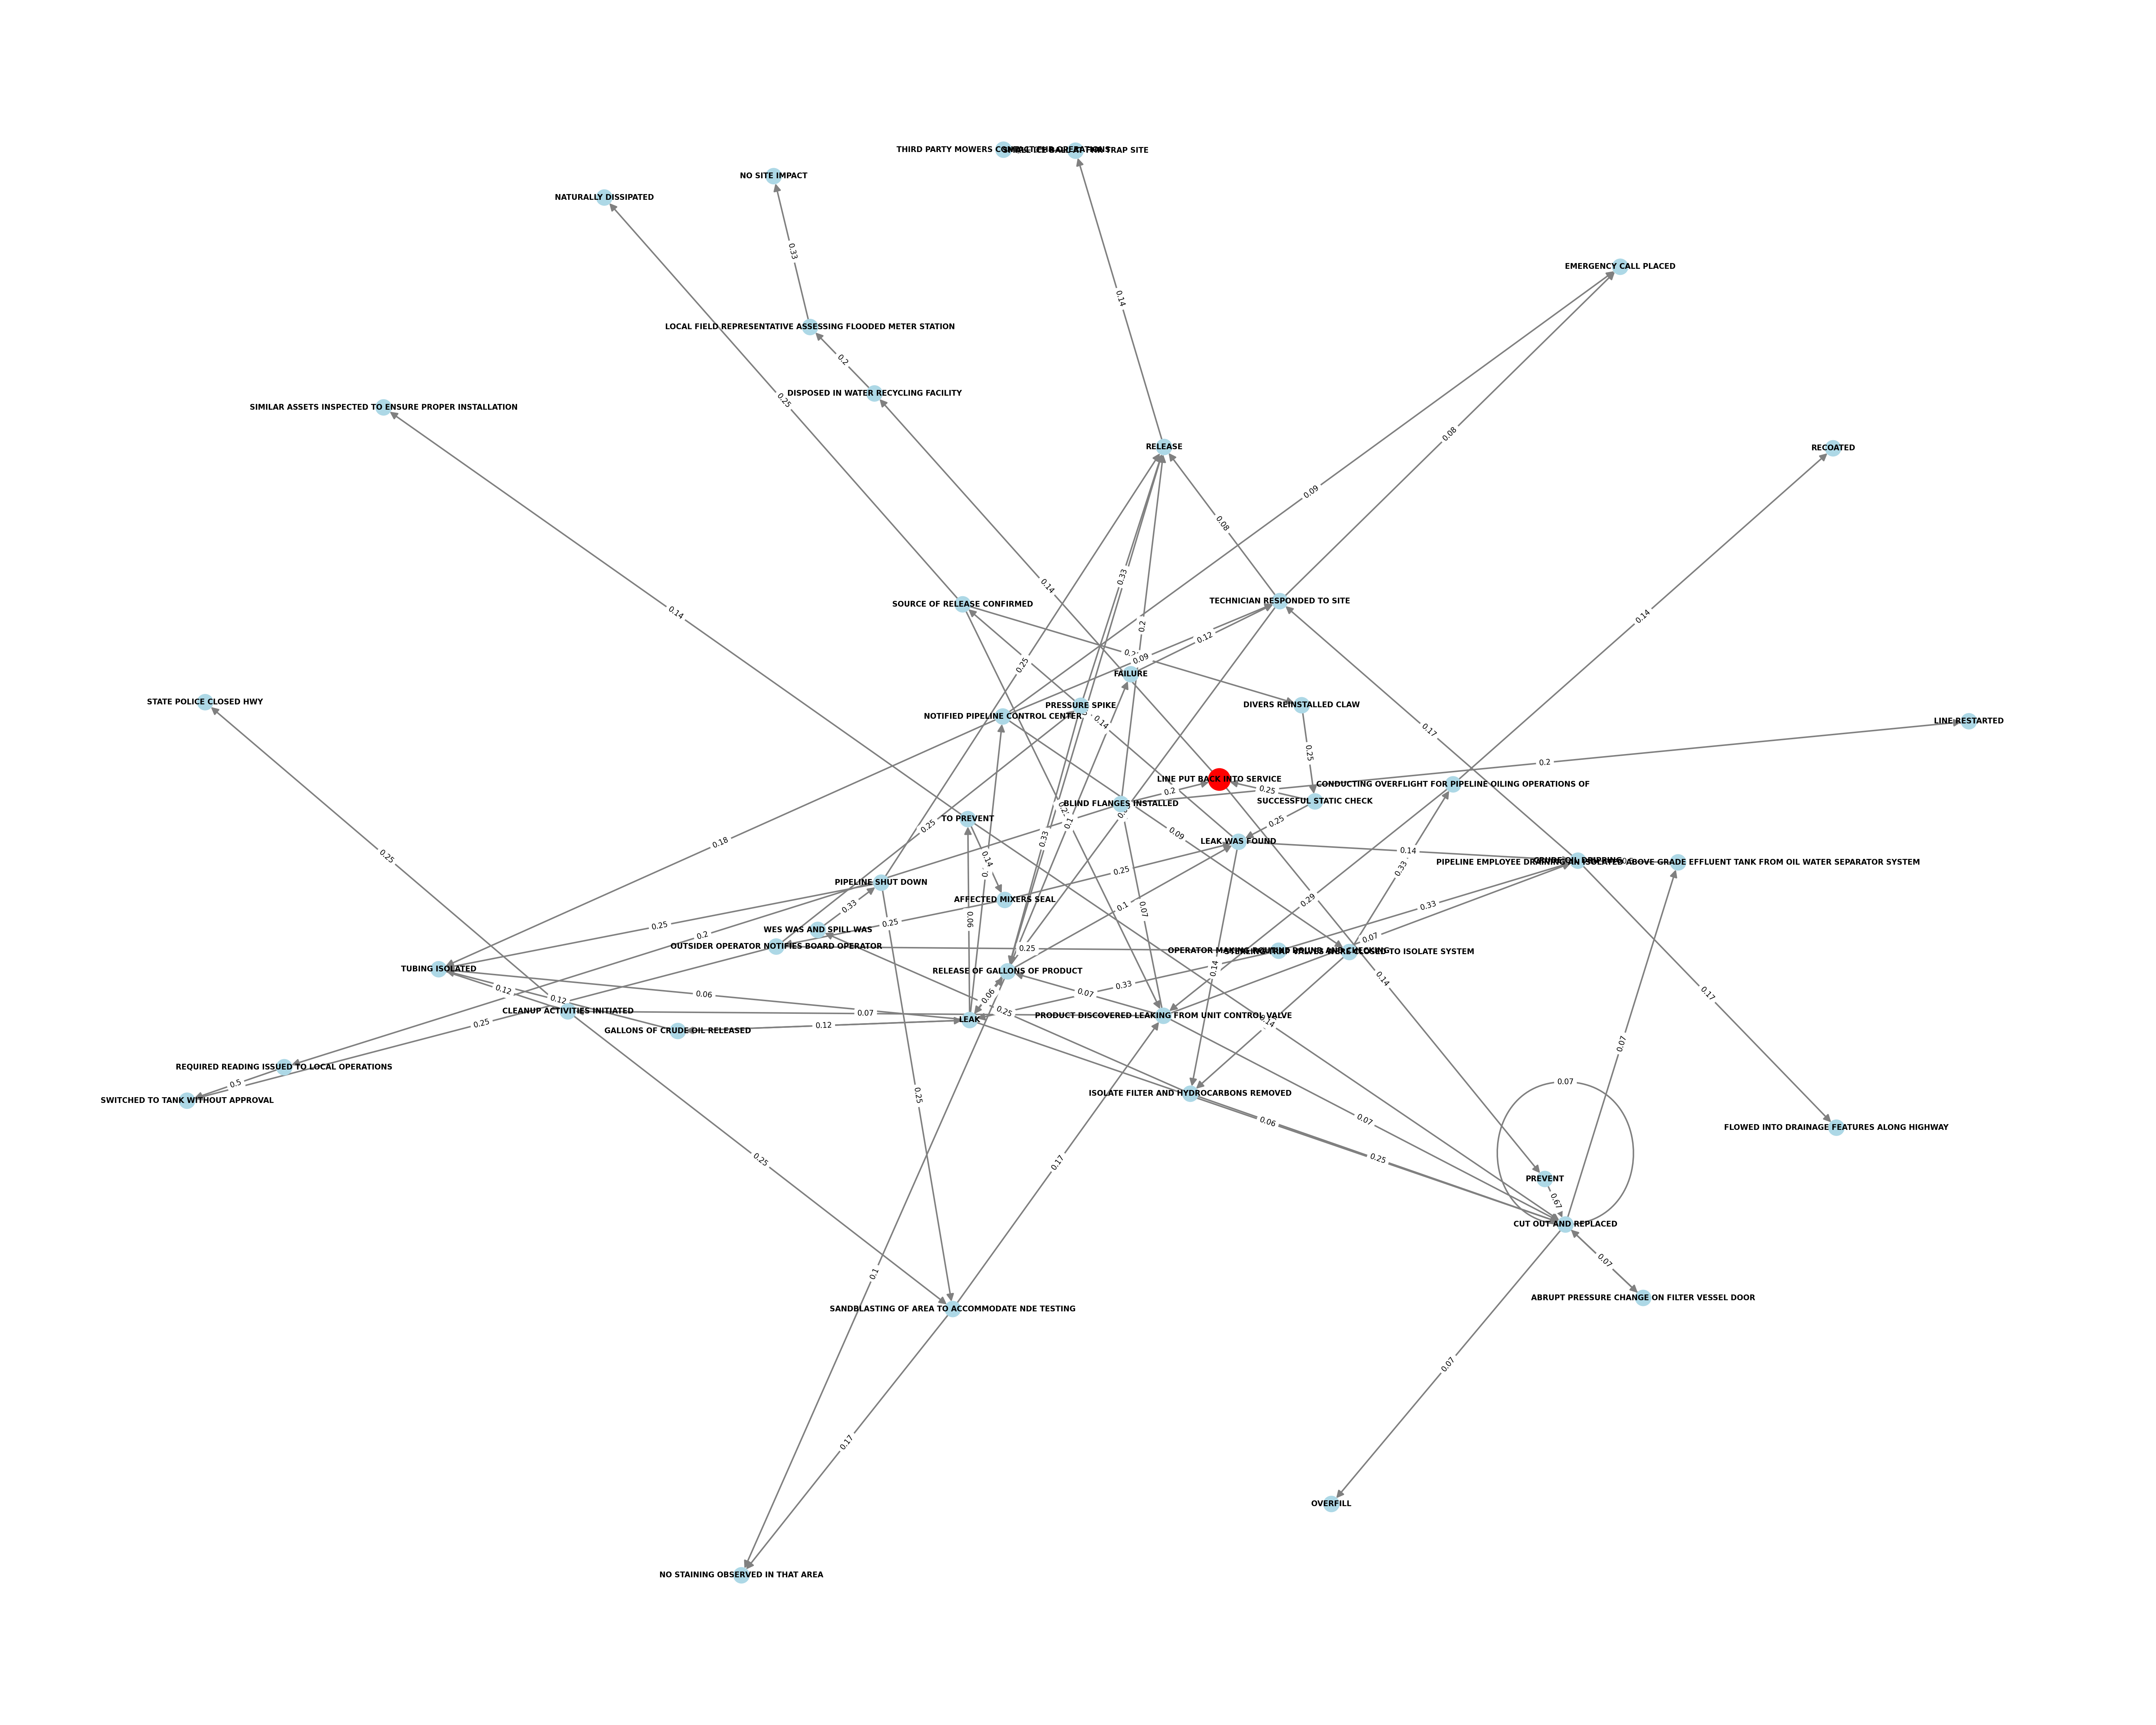 THIRD PARTY MOWERS
TRAP SITE
NO SITE IMPACT
NATURALLY DISSIPATED
0.33
EMERGENCY CALL PLACED
0.14
LOCAL FIELD REPRESENTATIVE ASSESSING FLOODED METER STATION
0.2
DISPOSED IN WATER RECYCLING FACILITY
0.25
SIMILAR ASSETS INSPECTED TO ENSURE PROPER INSTALLATION
0.08
RELEASE
RECOATED
0.09
0.08
0.33
0.14
SOURCE OF RELEASE CONFIRMED
TECHNICIAN RESPONDED TO SITE
0.14
0.14
0.2
0.12
0.09
0.25
FAILURE
STATE POLICE CLOSED HWY
PRESSURE SPIKE
DIVERS REINSTALLED CLAW
NOTIFIED PIPELINE CONTROL CENTER
LINE RESTARTED
0.14
0.17
0.25
0.2
LINE PUT BACK INTO SERVICE
CONDUCTING OVERFLIGHT FOR PIPELINE OILING OPERATIONS OF
0.2
0.25
BLIND FLANGES INSTALLED
SUCCESSFUL STATIC CHECK
TO PREVENT
0.1
0.25
0.25
0.09
0.33
0.18
LEAK WAS FOUND
0.14
0.25
0.14
PIPELINE EMPLOYEE DRAINING AN ISOLATED ABOVE GRADE EFFLUENT TANK FROM OIL WATER SEPARATOR SYSTEM
0.33
0.25
PIPELINE SHUT DOWN
AFFECTED MIXERS SEAL
0.29
0.33
0.1
0.33
0.07
0.06
0.25
0.25
WES WAS AND SPILL WAS
0.2
0.07
OUTSIDER OPERATOR NOTIFIES BOARD OPERATOR
0.25
OPERATOR MAKING ROUTINE ROUND AND CHECKING
CLOSED TO ISOLATE SYSTEM
TUBING ISOLATED
0.14
RELEASE OF GALLONS OF PRODUCT
0.14
0.33
0.12
0.06
0.06
0.07
0.17
0.12
CLEANUP ACTIVITIES INITIATED
0.07
0.25
LEAK
PRODUCT DISCOVERED LEAKING FROM UNIT CONTROL VALVE
0.25
GALLONS OF CRUDE OIL RELEASED
0.12
0.14
0.07
REQUIRED READING ISSUED TO LOCAL OPERATIONS
0.5
0.25
ISOLATE FILTER AND HYDROCARBONS REMOVED
0.07
SWITCHED TO TANK WITHOUT APPROVAL
0.06
0.07
FLOWED INTO DRAINAGE FEATURES ALONG HIGHWAY
0.25
0.17
0.25
PREVENT
0.67
CUT OUT AND REPLACED
0.07
0.1
ABRUPT PRESSURE CHANGE ON FILTER VESSEL DOOR
SANDBLASTING OF AREA TO ACCOMMODATE NDE TESTING
0.07
0.17
OVERFILL
NO STAINING OBSERVED IN THAT AREA